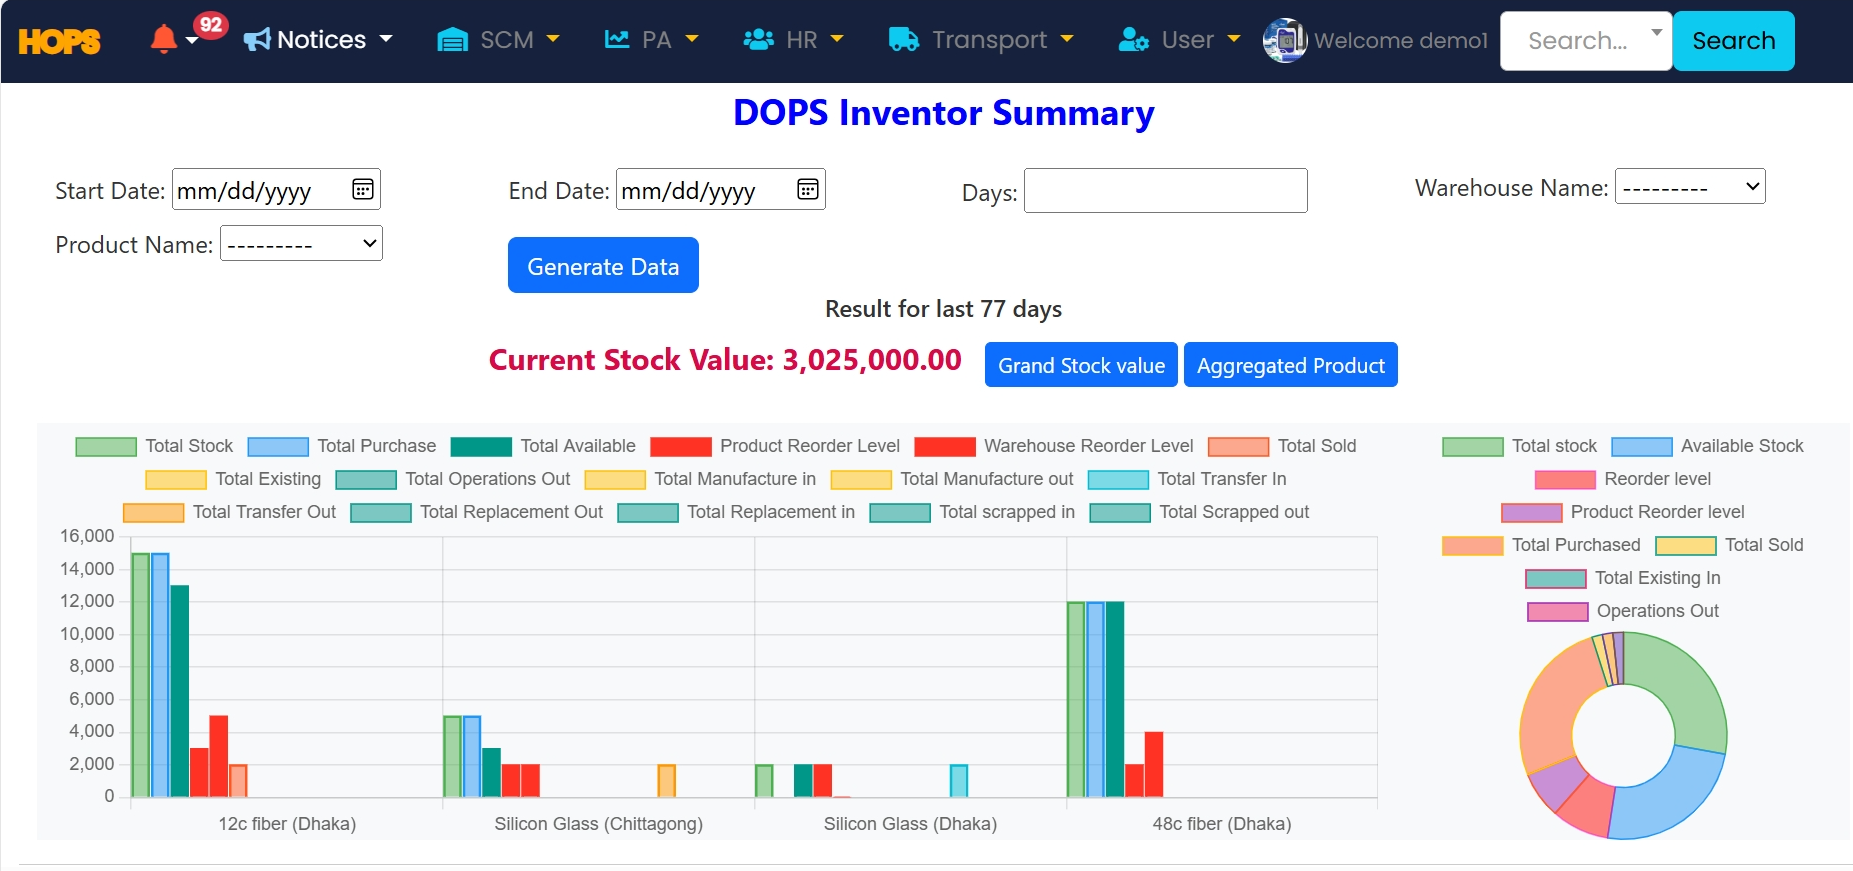 HOPS 92 Notices SCM PA HR Transport User Welcome demo1 Search... Search
DOPS Inventor Summary
Start Date: mm/dd/yyyy End Date: mm/dd/yyyy Days: Warehouse Name: ---------
Product Name: --------- Generate Data
Result for last 77 days
Current Stock Value: 3,025,000.00 Grand Stock value Aggregated Product
Total Stock Total Purchase Total Available Product Reorder Level Warehouse Reorder Level Total Sold
Total Existing Total Operations Out Total Manufacture in Total Manufacture out Total Transfer In
Total Transfer Out Total Replacement Out Total Replacement in Total scrapped in Total Scrapped out
16,000
14,000
12,000
10,000
8,000
6,000
4,000
2,000
0
12c fiber (Dhaka) Silicon Glass (Chittagong) Silicon Glass (Dhaka) 48c fiber (Dhaka)
Total stock Available Stock
Reorder level
Product Reorder level
Total Purchased Total Sold
Total Existing In
Operations Out